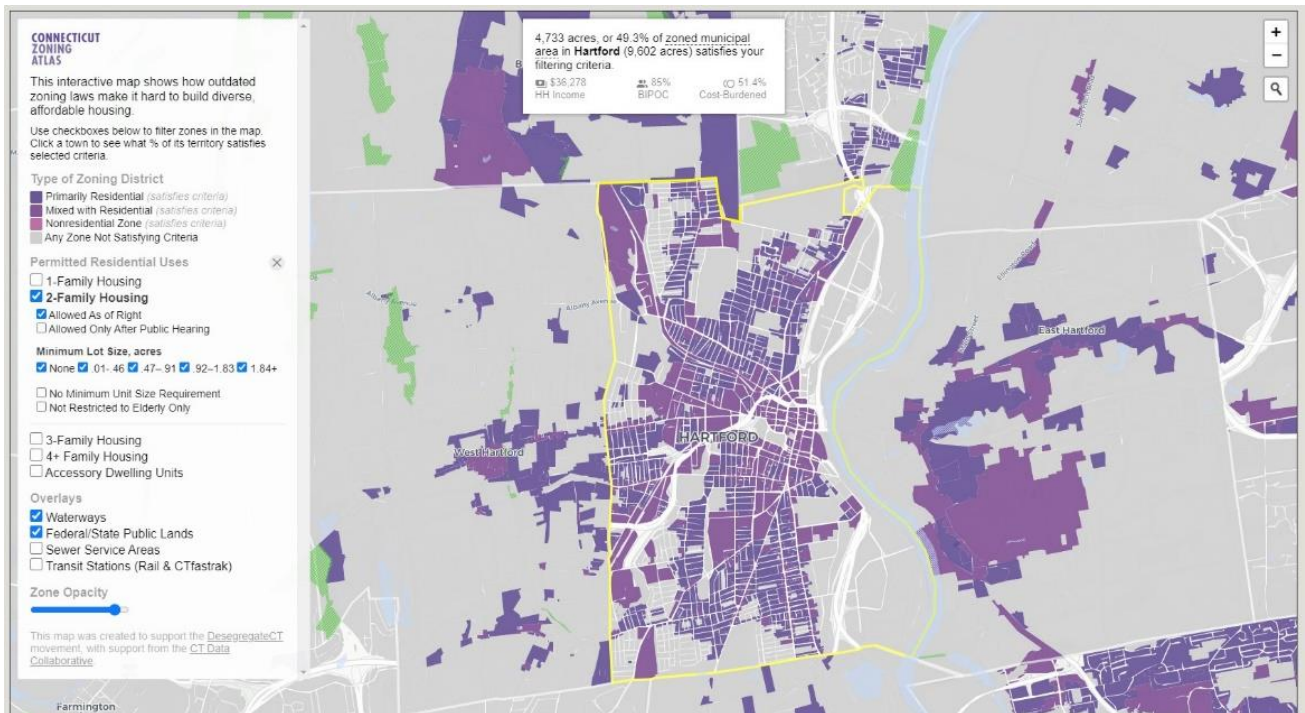 CONNECTICUT
ZONING
ATLAS
This interactive map shows how outdated
zoning laws make it hard to build diverse,
affordable housing.
Use checkboxes below to filter zones in the map.
Click a town to see what % of its territory satisfies
selected criteria.
Type of Zoning District
Primarily Residential (satisfies criteria)
Mixed with Residential (satisfies criteria)
Nonresidential Zone (satisfies criteria)
Any Zone Not Satisfying Criteria
Permitted Residential Uses
1-Family Housing
2-Family Housing
Allowed As of Right
Allowed Only After Public Hearing
Minimum Lot Size, acres
None .01-.46 .47-.91 .92-1.83 1.84+
No Minimum Unit Size Requirement
Not Restricted to Elderly Only
3-Family Housing
4+ Family Housing
Accessory Dwelling Units
Overlays
Waterways
Federal/State Public Lands
Sewer Service Areas
Transit Stations (Rail & CTfastrak)
Zone Opacity
This map was created to support the DesegregateCT
movement, with support from the CT Data
Collaborative
4,733 acres, or 49.3% of zoned municipal
area in Hartford (9,602 acres) satisfies your
filtering criteria.
$36,278 85% 51.4%
HH Income BIPOC Cost-Burdened
+
−
Albany Avenue
Albany Avenue
East Hartford
HARTFORD
West Hartford
Farmington